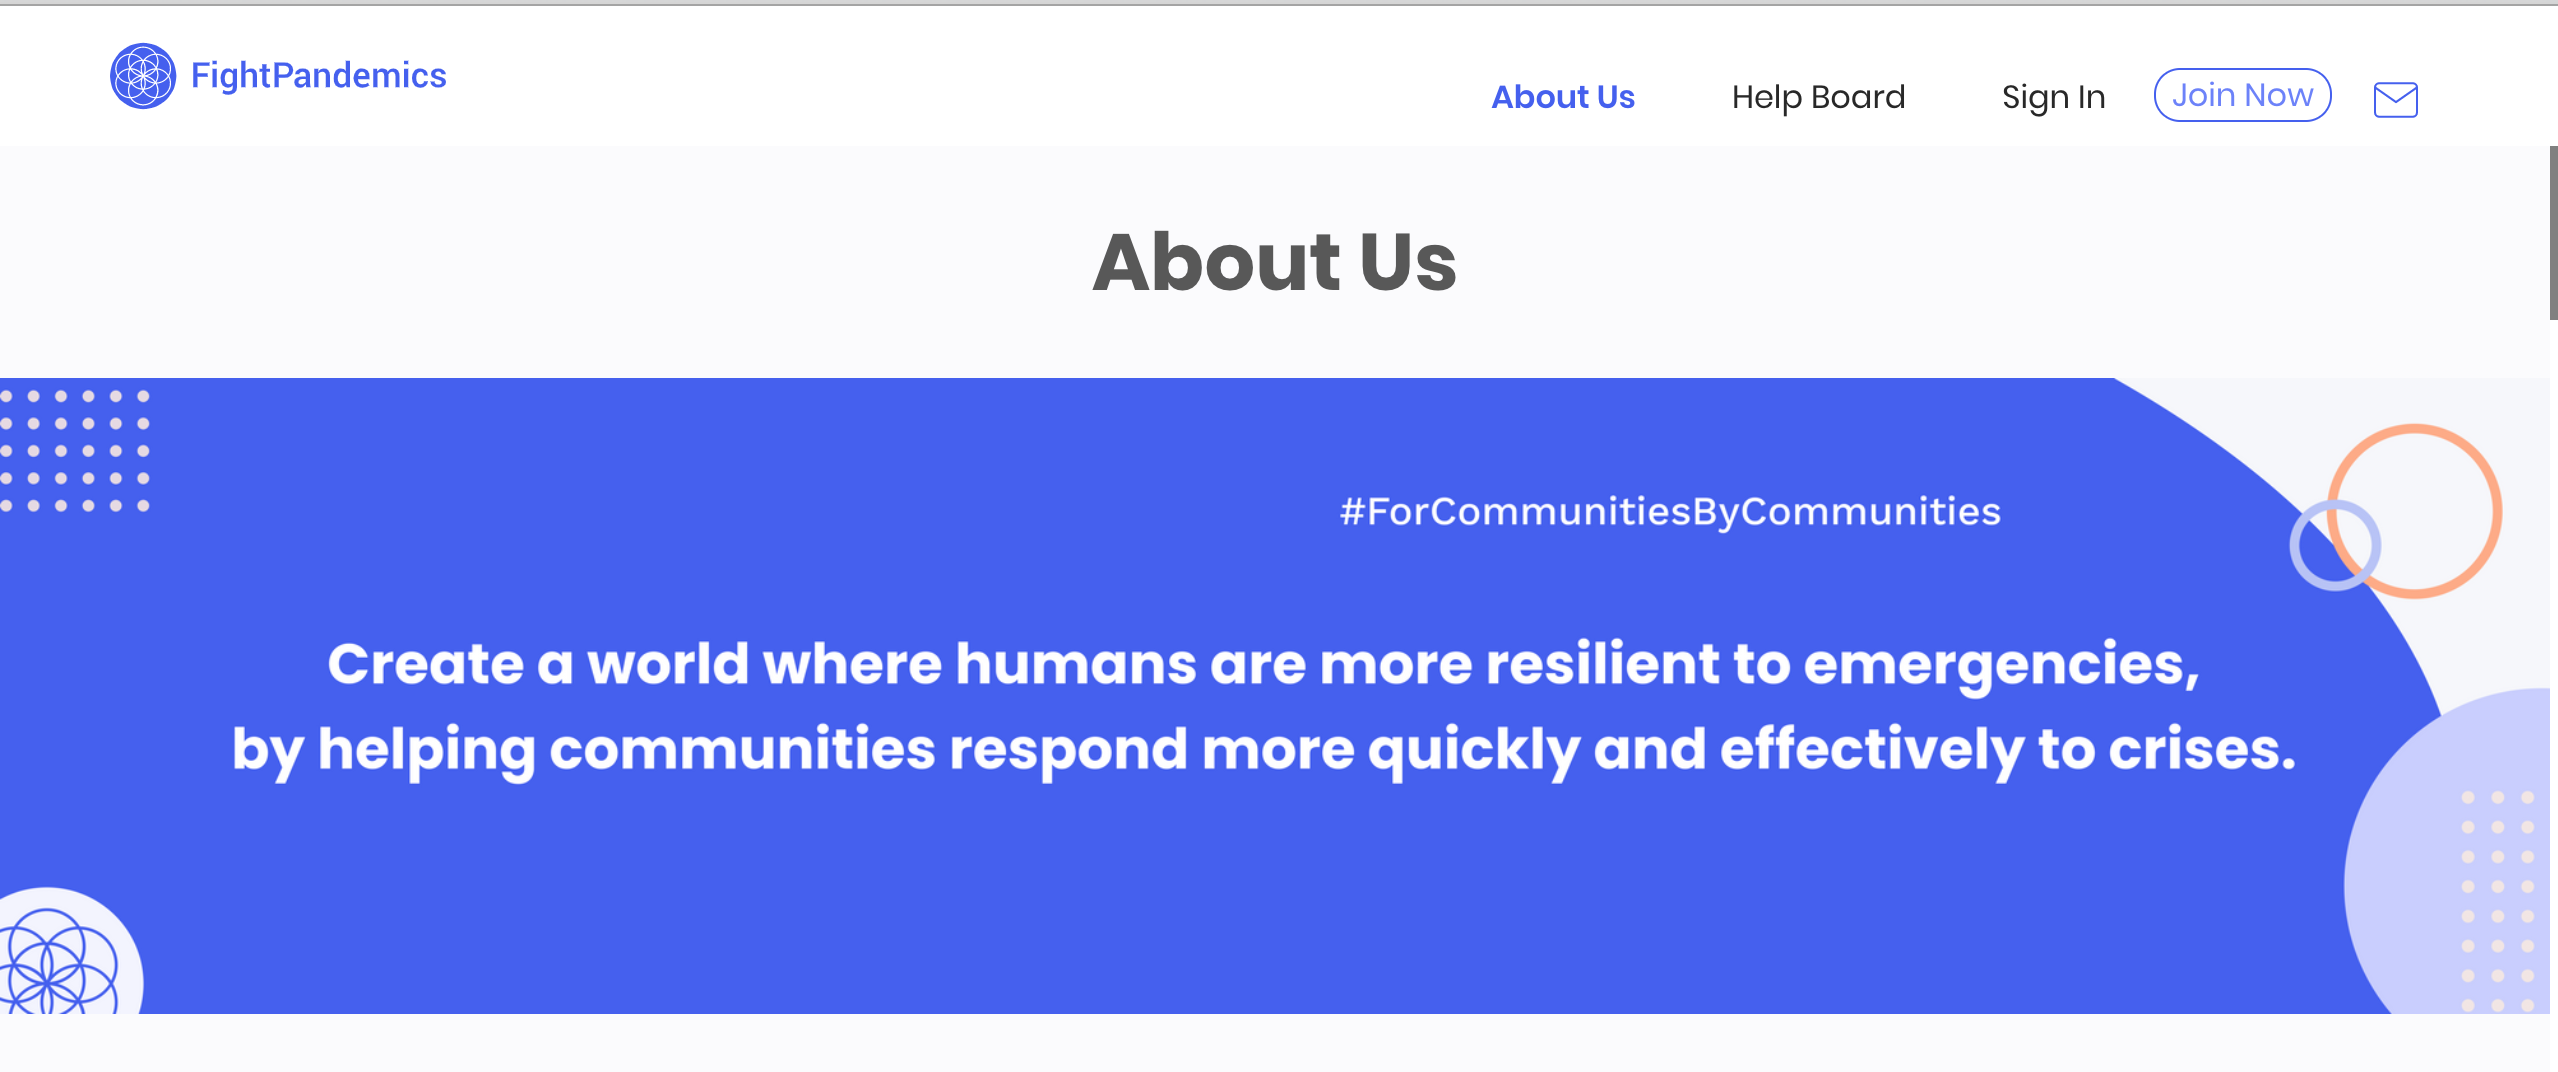 FightPandemics
About Us
Help Board
Sign In
Join Now
About Us
#ForCommunitiesByCommunities
Create a world where humans are more resilient to emergencies,
by helping communities respond more quickly and effectively to crises.